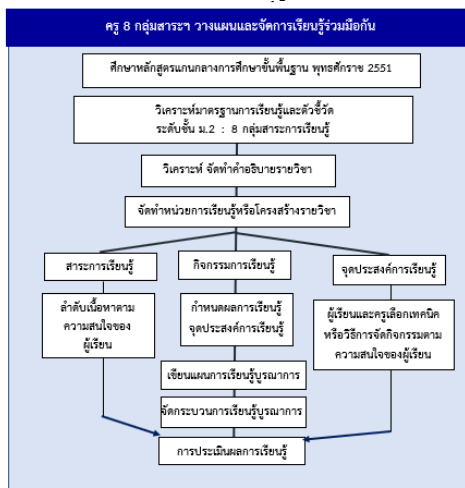 ครู 8 กลุ่มสาระฯ วางแผนและจัดการเรียนรู้ร่วมมือกัน
ศึกษาหลักสูตรแกนกลางการศึกษาขั้นพื้นฐาน พุทธศักราช 2551
วิเคราะห์มาตรฐานการเรียนรู้และตัวชี้วัด
ระดับชั้น ม.2 : 8 กลุ่มสาระการเรียนรู้
วิเคราะห์ จัดทำคำอธิบายรายวิชา
จัดทำหน่วยการเรียนรู้หรือโครงสร้างรายวิชา
สาระการเรียนรู้
กิจกรรมการเรียนรู้
จุดประสงค์การเรียนรู้
ลำดับเนื้อหาตาม
ความสนใจของ
ผู้เรียน
กำหนดผลการเรียนรู้
จุดประสงค์การเรียนรู้
ผู้เรียนและครูเลือกเทคนิค
หรือวิธีการจัดกิจกรรมตาม
ความสนใจของผู้เรียน
เขียนแผนการเรียนรู้บูรณาการ
จัดกระบวนการเรียนรู้บูรณาการ
การประเมินผลการเรียนรู้